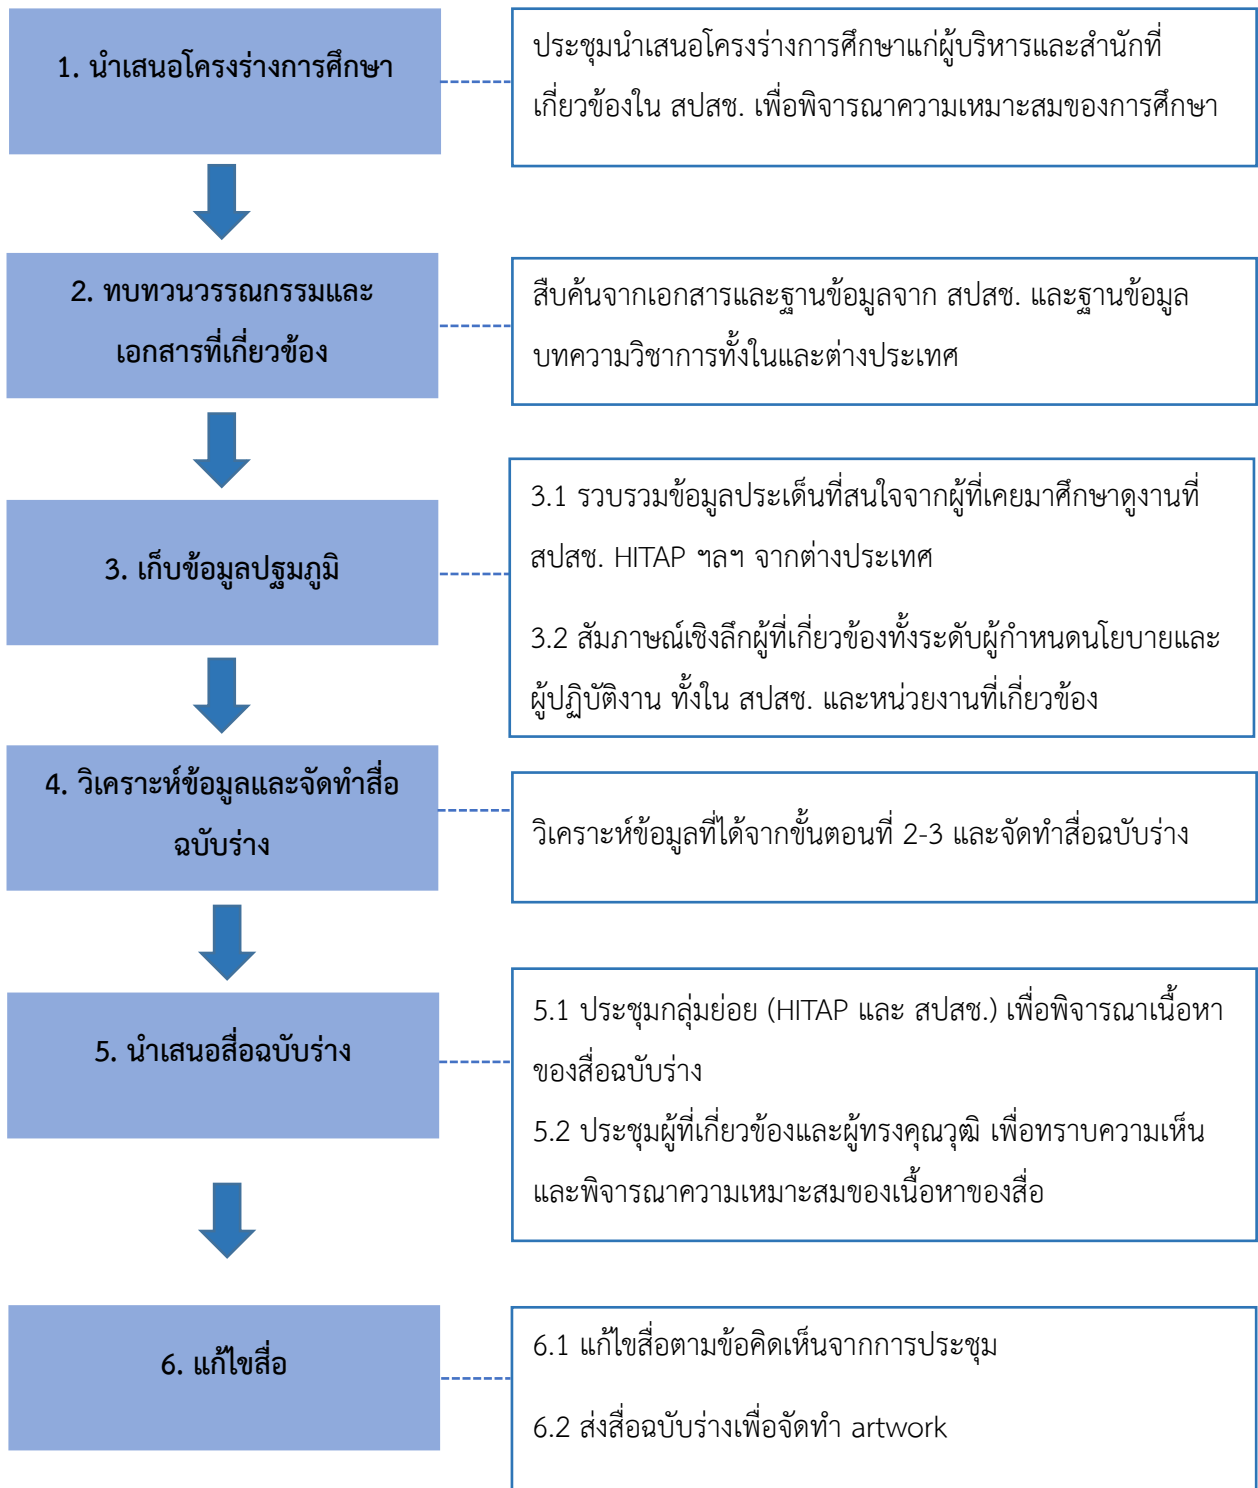 1. นำเสนอโครงร่างการศึกษา
ประชุมนำเสนอโครงร่างการศึกษาแก่ผู้บริหารและสำนักที่
เกี่ยวข้องใน สปสช. เพื่อพิจารณาความเหมาะสมของการศึกษา
2. ทบทวนวรรณกรรมและ
เอกสารที่เกี่ยวข้อง
สืบค้นจากเอกสารและฐานข้อมูลจาก สปสช. และฐานข้อมูล
บทความวิชาการทั้งในและต่างประเทศ
3. เก็บข้อมูลปฐมภูมิ
3.1 รวบรวมข้อมูลประเด็นที่สนใจจากผู้ที่เคยมาศึกษาดูงานที่
สปสช. HITAP ฯลฯ จากต่างประเทศ
3.2 สัมภาษณ์เชิงลึกผู้ที่เกี่ยวข้องทั้งระดับผู้กำหนดนโยบายและ
ผู้ปฏิบัติงาน ทั้งใน สปสช. และหน่วยงานที่เกี่ยวข้อง
4. วิเคราะห์ข้อมูลและจัดทำสื่อ
ฉบับร่าง
วิเคราะห์ข้อมูลที่ได้จากขั้นตอนที่ 2-3 และจัดทำสื่อฉบับร่าง
5. นำเสนอสื่อฉบับร่าง
5.1 ประชุมกลุ่มย่อย (HITAP และ สปสช.) เพื่อพิจารณาเนื้อหา
ของสื่อฉบับร่าง
5.2 ประชุมผู้ที่เกี่ยวข้องและผู้ทรงคุณวุฒิ เพื่อทราบความเห็น
และพิจารณาความเหมาะสมของเนื้อหาของสื่อ
6. แก้ไขสื่อ
6.1 แก้ไขสื่อตามข้อคิดเห็นจากการประชุม
6.2 ส่งสื่อฉบับร่างเพื่อจัดทำ artwork